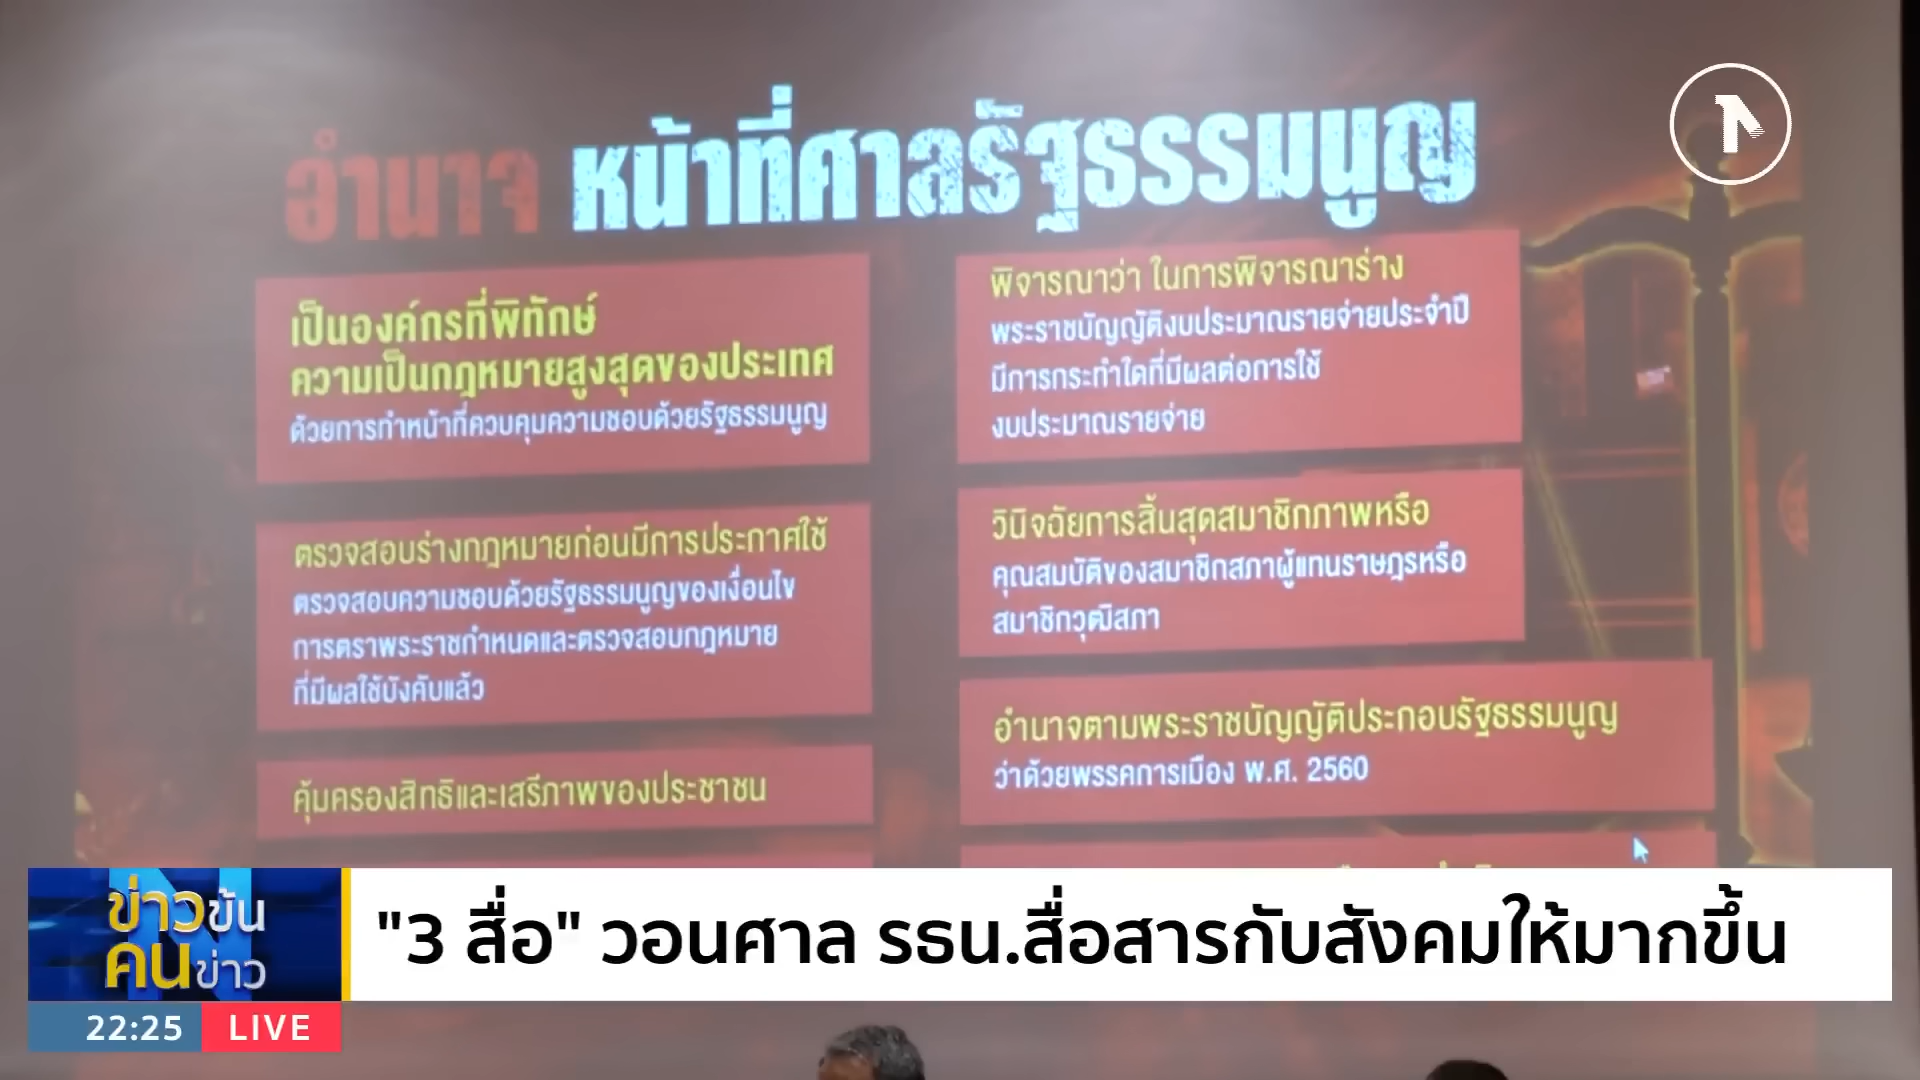 อำนาจ หน้าที่ศาลรัฐธรรมนูญ
เป็นองค์กรที่พิทักษ์
ความเป็นกฎหมายสูงสุดของประเทศ
ด้วยการทำหน้าที่ควบคุมความชอบด้วยรัฐธรรมนูญ
ตรวจสอบร่างกฎหมายก่อนมีการประกาศใช้
ตรวจสอบความชอบด้วยรัฐธรรมนูญของเงื่อนไข
การตราพระราชกำหนดและตรวจสอบกฎหมาย
ที่มีผลใช้บังคับแล้ว
คุ้มครองสิทธิและเสรีภาพของประชาชน
พิจารณาว่า ในการพิจารณาร่าง
พระราชบัญญัติงบประมาณรายจ่ายประจำปี
มีการกระทำใดที่มีผลต่อการใช้
งบประมาณรายจ่าย
วินิจฉัยการสิ้นสุดสมาชิกภาพหรือ
คุณสมบัติของสมาชิกสภาผู้แทนราษฎรหรือ
สมาชิกวุฒิสภา
อำนาจตามพระราชบัญญัติประกอบรัฐธรรมนูญ
ว่าด้วยพรรคการเมือง พ.ศ. 2560
ข่าวข้น
คนข่าว
"3 สื่อ" วอนศาล รธน.สื่อสารกับสังคมให้มากขึ้น
22:25 LIVE